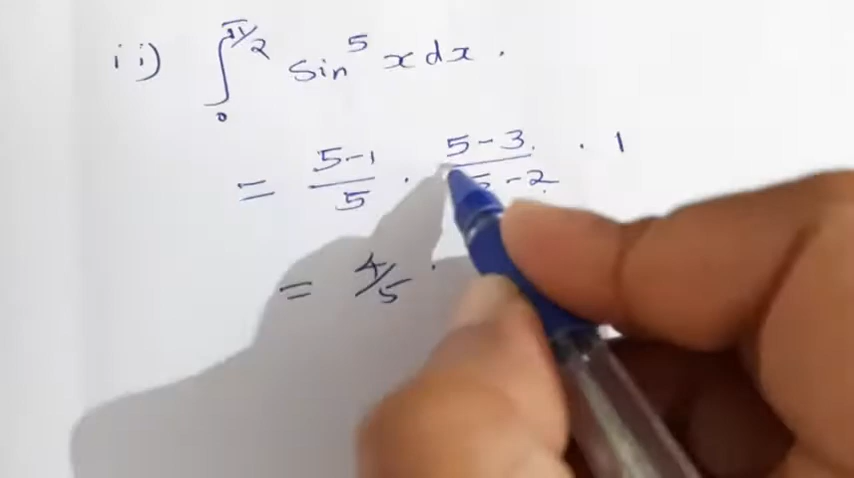 ii) ∫₀^{π/2} sin⁵ x dx .
= 5-1/5 . 5-3/5-2 . 1
= 4/5 .